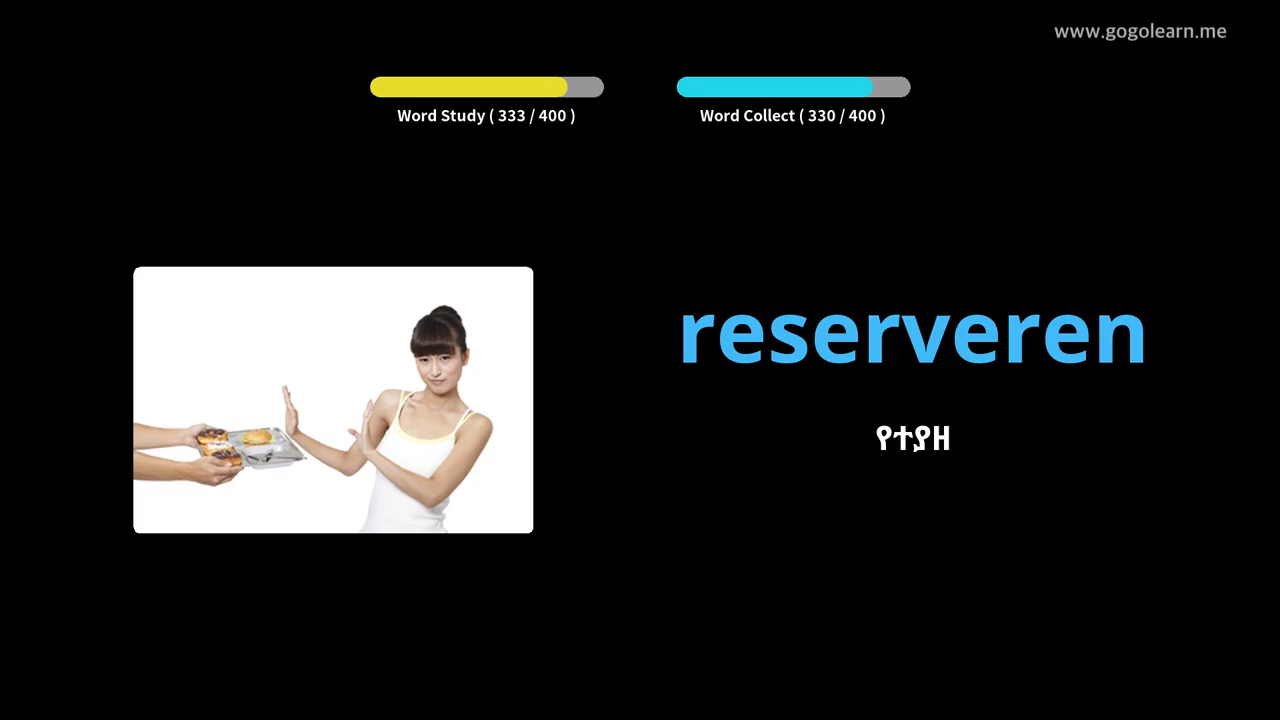 www.gogolearn.me
Word Study ( 333 / 400 )
Word Collect ( 330 / 400 )
reserveren
የተያዘ